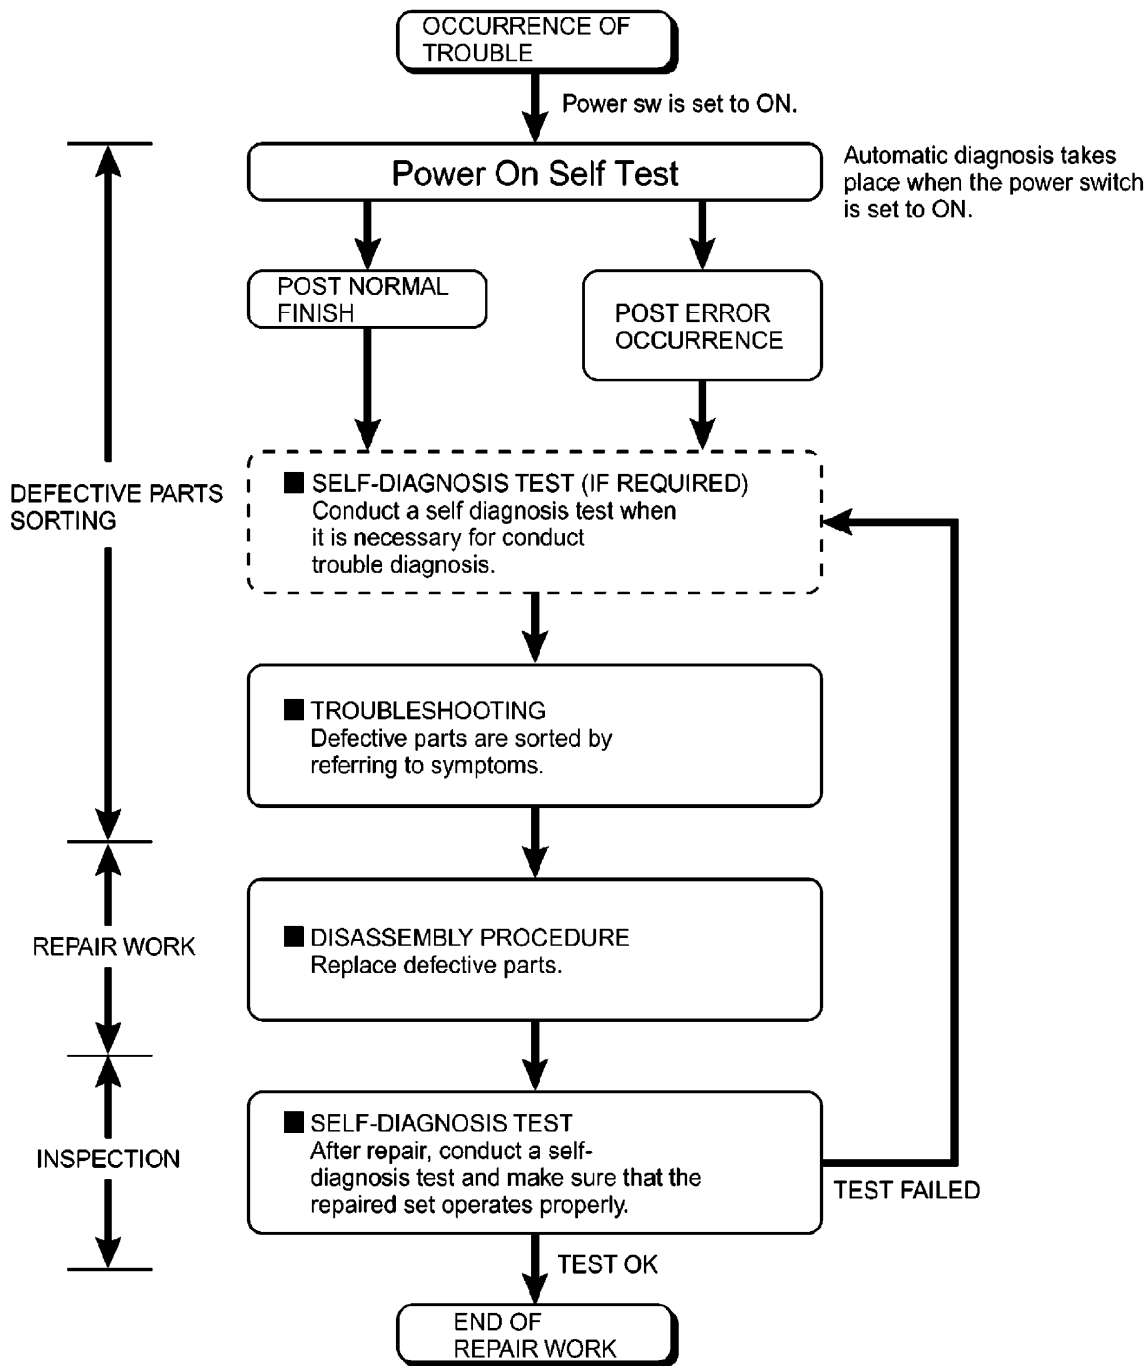 OCCURRENCE OF
TROUBLE
Power sw is set to ON.
Power On Self Test
Automatic diagnosis takes
place when the power switch
is set to ON.
POST NORMAL
FINISH
POST ERROR
OCCURRENCE
DEFECTIVE PARTS
SORTING
■ SELF-DIAGNOSIS TEST (IF REQUIRED)
Conduct a self diagnosis test when
it is necessary for conduct
trouble diagnosis.
■ TROUBLESHOOTING
Defective parts are sorted by
referring to symptoms.
REPAIR WORK
■ DISASSEMBLY PROCEDURE
Replace defective parts.
INSPECTION
■ SELF-DIAGNOSIS TEST
After repair, conduct a self-
diagnosis test and make sure that the
repaired set operates properly.
TEST FAILED
TEST OK
END OF
REPAIR WORK